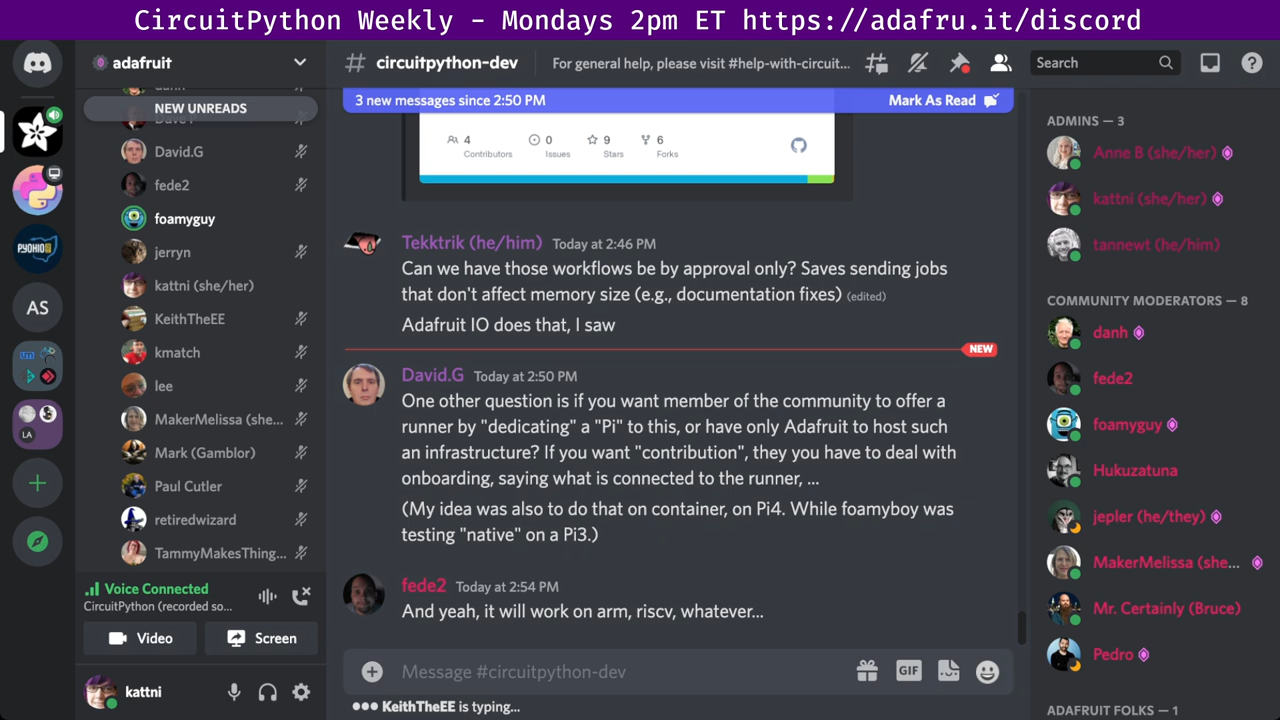 CircuitPython Weekly - Mondays 2pm ET https://adafru.it/discord
adafruit
NEW UNREADS
David.G
fede2
foamyguy
jerryn
kattni (she/her)
KeithTheEE
kmatch
lee
MakerMelissa (she...
Mark (Gamblor)
Paul Cutler
retiredwizard
TammyMakesThing...
Voice Connected
CircuitPython (recorded so...
Video
Screen
kattni
PYOHIO
AS
um
LA
# circuitpython-dev
For general help, please visit #help-with-circuit...
Search
3 new messages since 2:50 PM
Mark As Read
4 Contributors
0 Issues
9 Stars
6 Forks
Tekktrik (he/him) Today at 2:46 PM
Can we have those workflows be by approval only? Saves sending jobs
that don't affect memory size (e.g., documentation fixes) (edited)
Adafruit IO does that, I saw
NEW
David.G Today at 2:50 PM
One other question is if you want member of the community to offer a
runner by "dedicating" a "Pi" to this, or have only Adafruit to host such
an infrastructure? If you want "contribution", they you have to deal with
onboarding, saying what is connected to the runner, ...
(My idea was also to do that on container, on Pi4. While foamyboy was
testing "native" on a Pi3.)
fede2 Today at 2:54 PM
And yeah, it will work on arm, riscv, whatever...
Message #circuitpython-dev
GIF
KeithTheEE is typing...
ADMINS — 3
Anne B (she/her)
kattni (she/her)
tannewt (he/him)
COMMUNITY MODERATORS — 8
danh
fede2
foamyguy
Hukuzatuna
jepler (he/they)
MakerMelissa (she...
Mr. Certainly (Bruce)
Pedro
ADAFRUIT FOLKS — 1